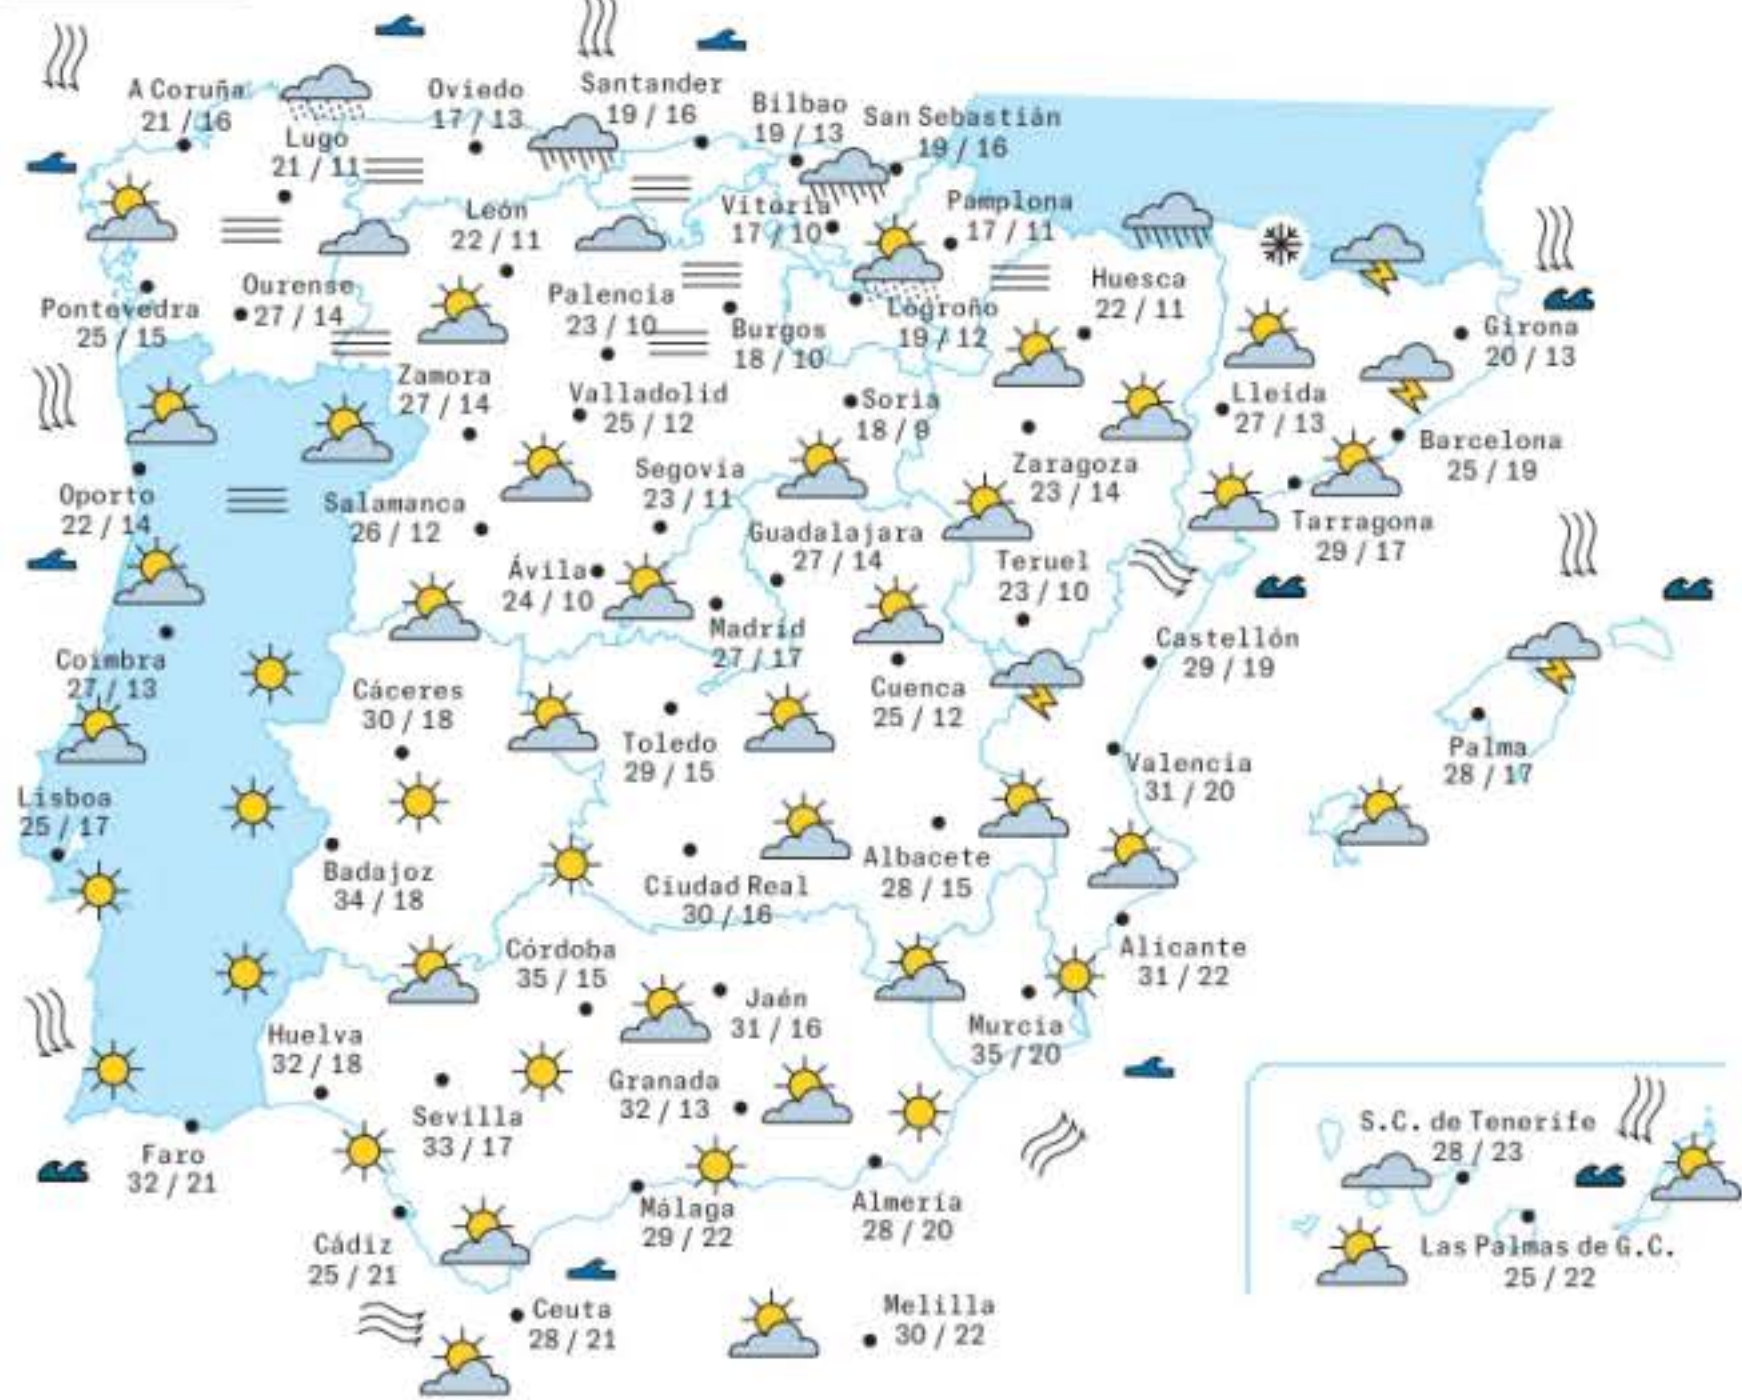 A Coruña
21 / 16
Lugo
21 / 11
Oviedo
17 / 13
Santander
19 / 16
Bilbao
19 / 13
San Sebastián
19 / 16
Vitoria
17 / 10
Pamplona
17 / 11
León
22 / 11
Pontevedra
25 / 15
Ourense
27 / 14
Palencia
23 / 10
Burgos
18 / 10
Logroño
19 / 12
Huesca
22 / 11
Girona
20 / 13
Zamora
27 / 14
Valladolid
25 / 12
Soria
18 / 9
Lleida
27 / 13
Barcelona
25 / 19
Oporto
22 / 14
Salamanca
26 / 12
Segovia
23 / 11
Zaragoza
23 / 14
Tarragona
29 / 17
Guadalajara
27 / 14
Ávila
24 / 10
Teruel
23 / 10
Madrid
27 / 17
Castellón
29 / 19
Coimbra
27 / 13
Cáceres
30 / 18
Cuenca
25 / 12
Toledo
29 / 15
Valencia
31 / 20
Palma
28 / 17
Lisboa
25 / 17
Badajoz
34 / 18
Ciudad Real
30 / 16
Albacete
28 / 15
Córdoba
35 / 15
Alicante
31 / 22
Jaén
31 / 16
Murcia
35 / 20
Huelva
32 / 18
Granada
32 / 13
Sevilla
33 / 17
Faro
32 / 21
Málaga
29 / 22
Almería
28 / 20
Cádiz
25 / 21
Ceuta
28 / 21
Melilla
30 / 22
S.C. de Tenerife
28 / 23
Las Palmas de G.C.
25 / 22